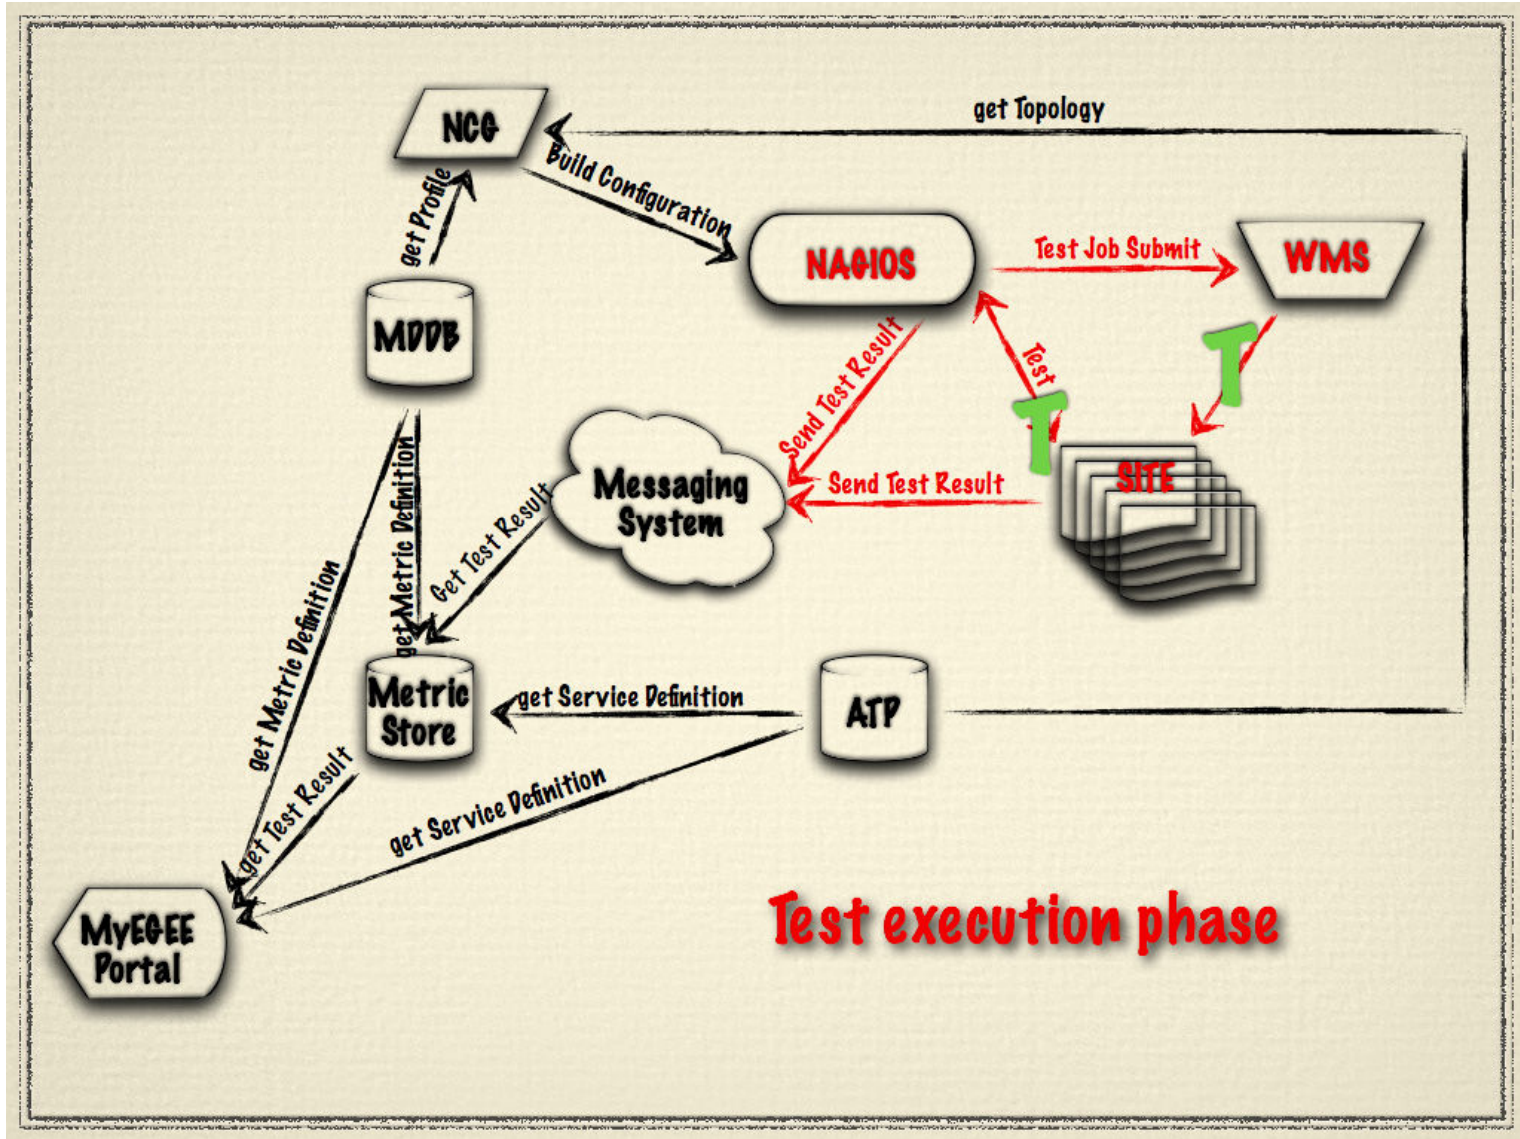 get Topology
NCG
Build Configuration
get Profile
NAGIOS
Test Job Submit
WMS
MDDB
Send Test Result
Test
T
T
Messaging
System
Send Test Result
SITE
get Metric Definition
get Metric Definition
Get Test Result
Metric
Store
get Service Definition
ATP
get Test Result
get Service Definition
MyEGEE
Portal
Test execution phase